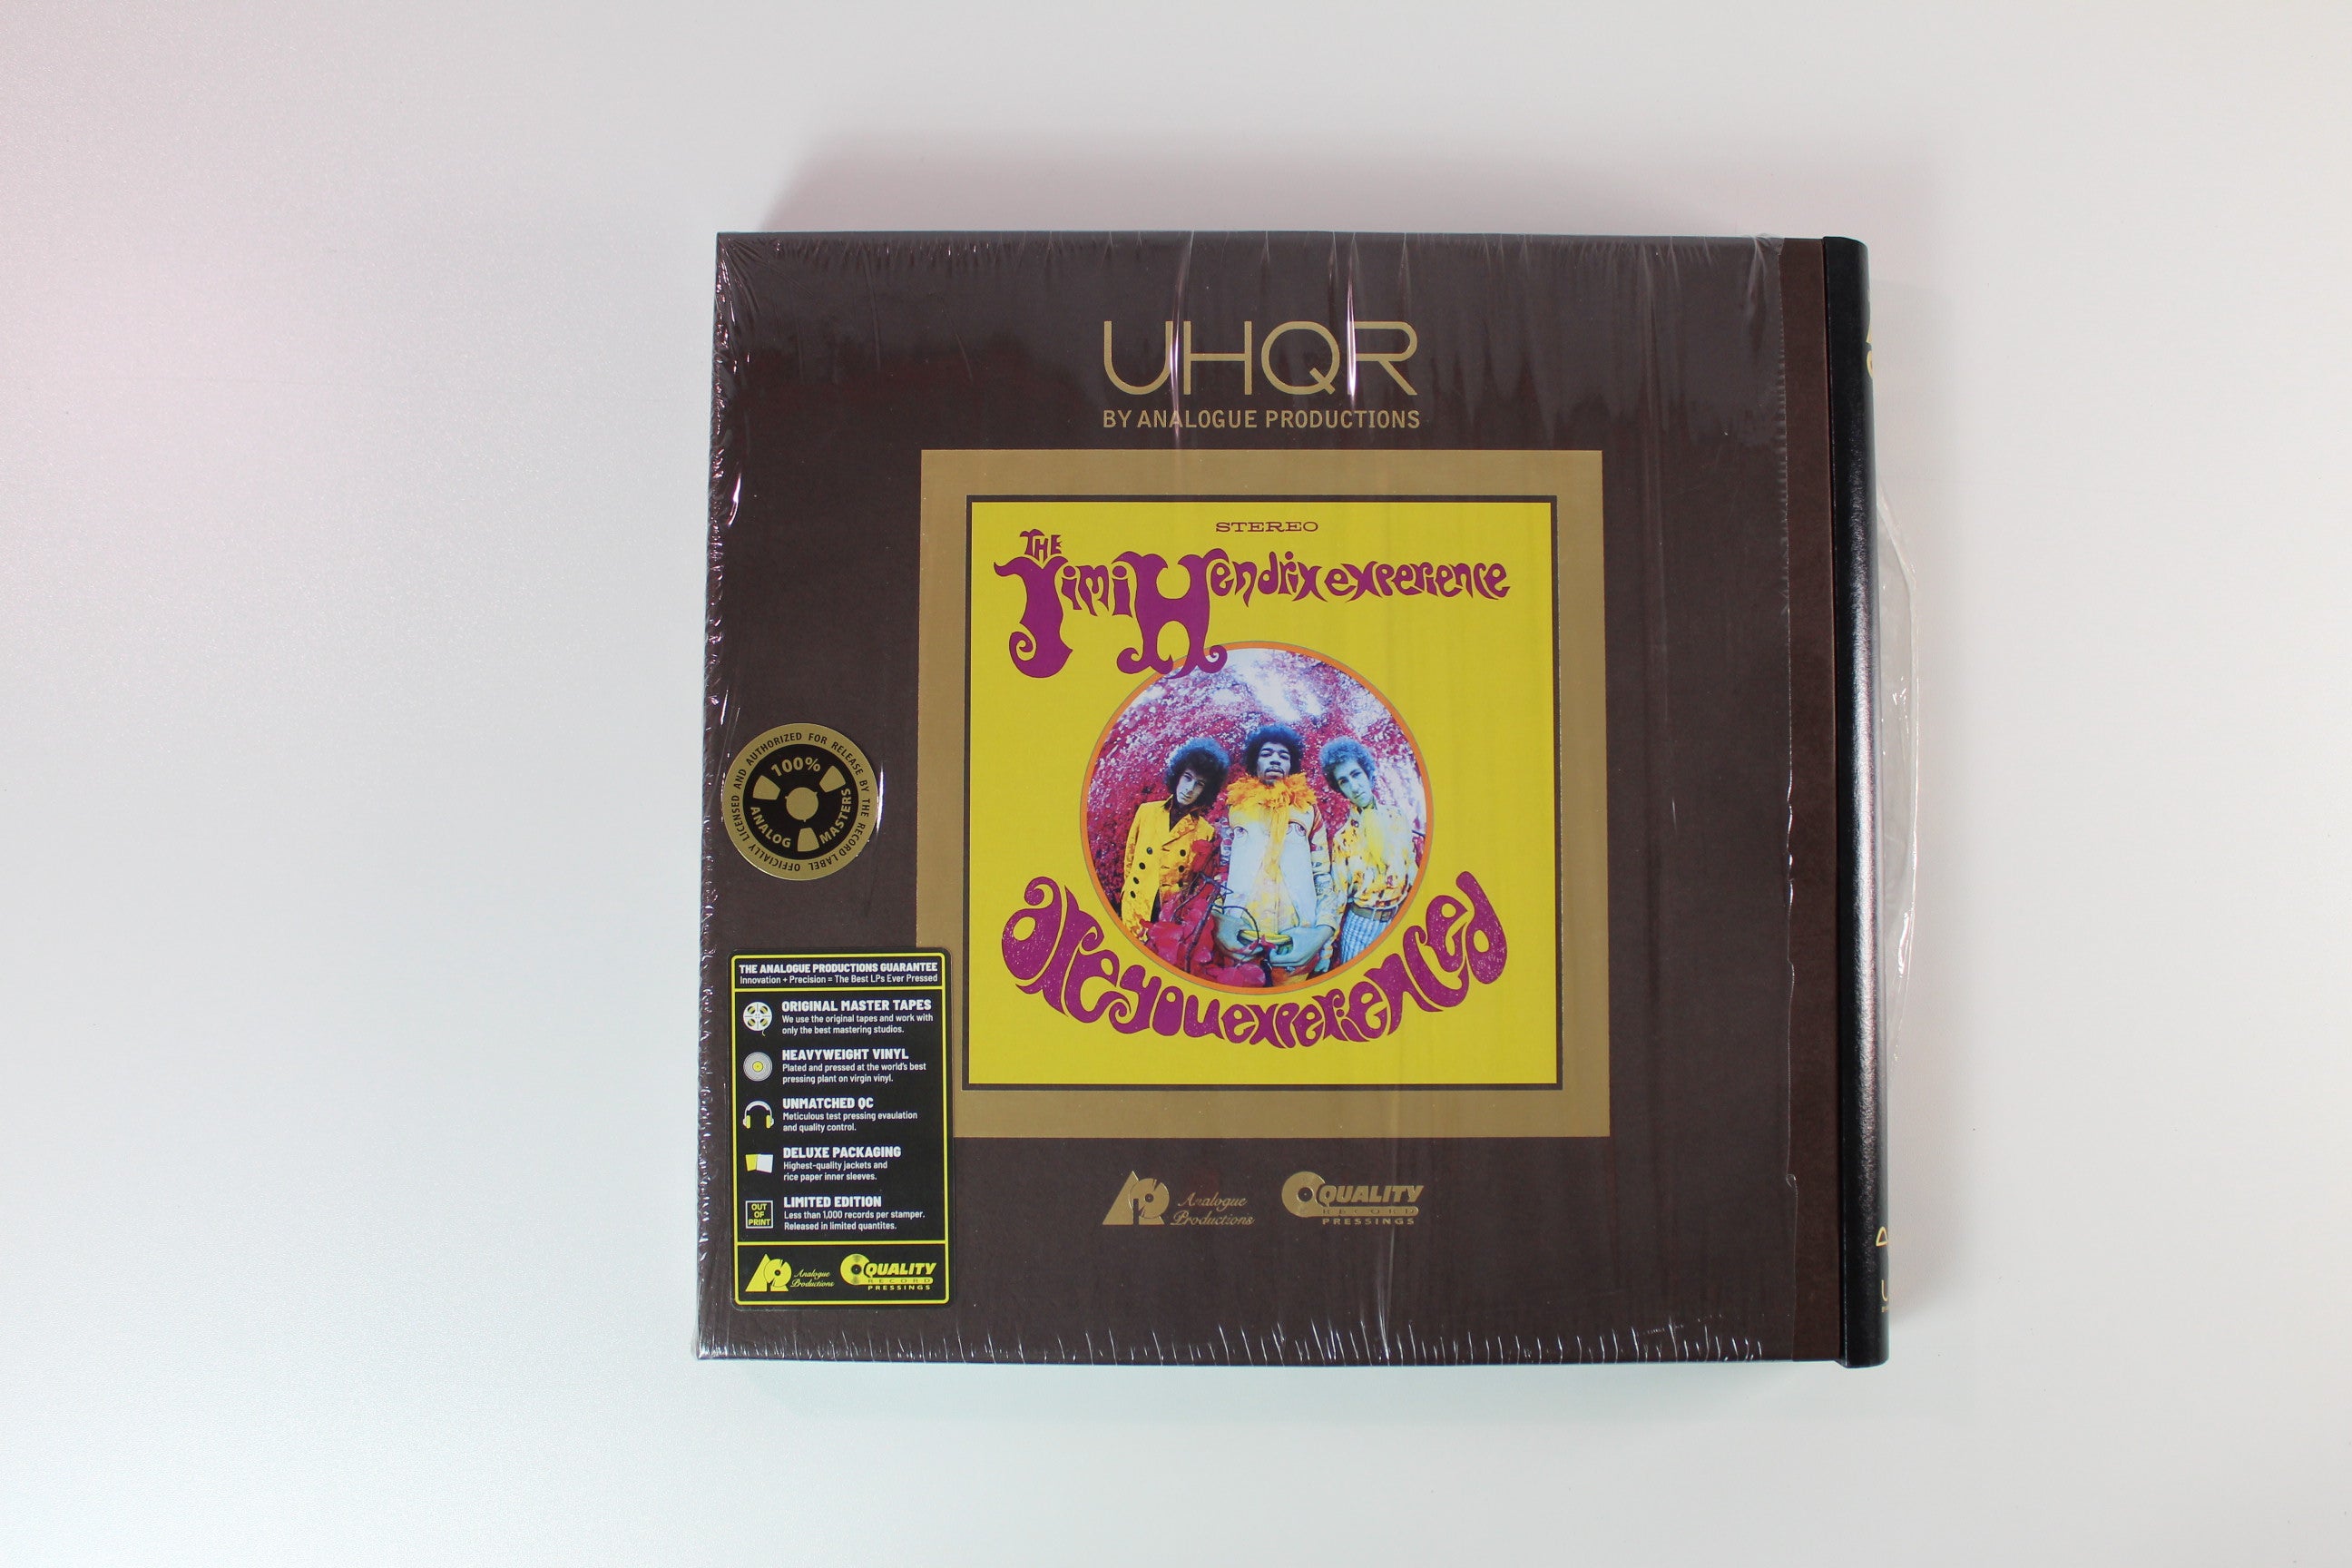 UHQR
BY ANALOGUE PRODUCTIONS
STEREO
THE
Jimi Hendrix experience
are you experienced
OFFICIALLY LICENSED AND AUTHORIZED FOR RELEASE BY THE RECORD LABEL
100%
ANALOG MASTERS
THE ANALOGUE PRODUCTIONS GUARANTEE
Innovation + Precision = The Best LPs Ever Pressed
ORIGINAL MASTER TAPES
We use the original tapes and work with
only the best mastering studios.
HEAVYWEIGHT VINYL
Plated and pressed at the world's best
pressing plant on virgin vinyl.
UNMATCHED QC
Meticulous test pressing evaulation
and quality control.
DELUXE PACKAGING
Highest-quality jackets and
rice paper inner sleeves.
OUT
OF
PRINT
LIMITED EDITION
Less than 1,000 records per stamper.
Released in limited quantites.
Analogue
Productions
QUALITY
RECORD
PRESSINGS
Analogue
Productions
QUALITY
RECORD
PRESSINGS